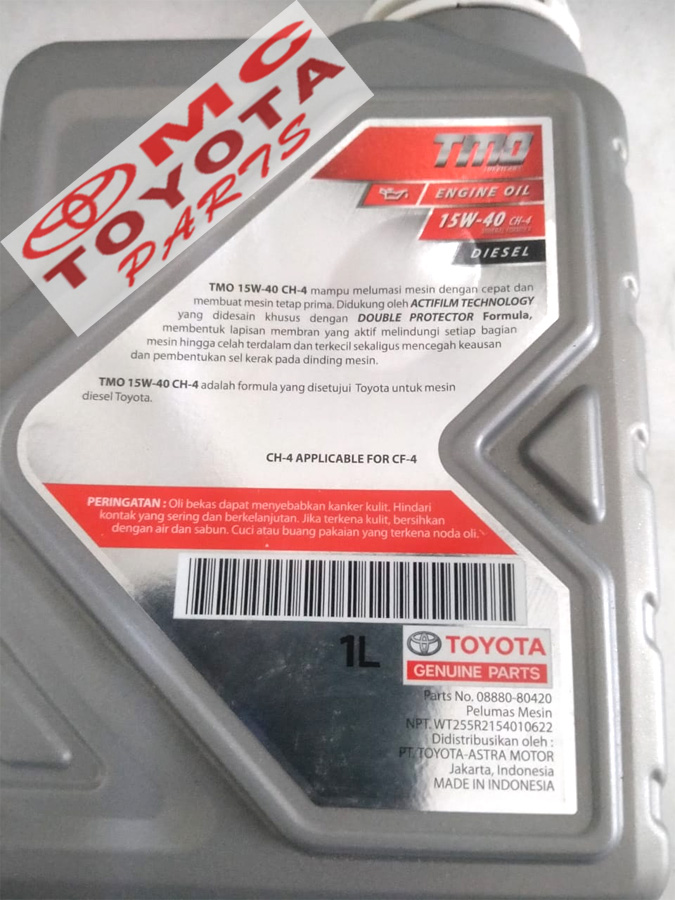 OMC
TOYOTA
PARTS
TMO
ENGINE OIL
15W-40 CH-4
DIESEL
TMO 15W-40 CH-4 mampu melumasi mesin dengan cepat dan
membuat mesin tetap prima. Didukung oleh ACTIFILM TECHNOLOGY
yang didesain khusus dengan DOUBLE PROTECTOR Formula,
membentuk lapisan membran yang aktif melindungi setiap bagian
mesin hingga celah terdalam dan terkecil sekaligus mencegah keausan
dan pembentukan sel kerak pada dinding mesin.
TMO 15W-40 CH-4 adalah formula yang disetujui Toyota untuk mesin
diesel Toyota.
CH-4 APPLICABLE FOR CF-4
PERINGATAN : Oli bekas dapat menyebabkan kanker kulit. Hindari
kontak yang sering dan berkelanjutan. Jika terkena kulit, bersihkan
dengan air dan sabun. Cuci atau buang pakaian yang terkena noda oli.
1L
TOYOTA
GENUINE PARTS
Parts No. 08880-80420
Pelumas Mesin
NPT. WT255R2154010622
Didistribusikan oleh :
PT. TOYOTA-ASTRA MOTOR
Jakarta, Indonesia
MADE IN INDONESIA